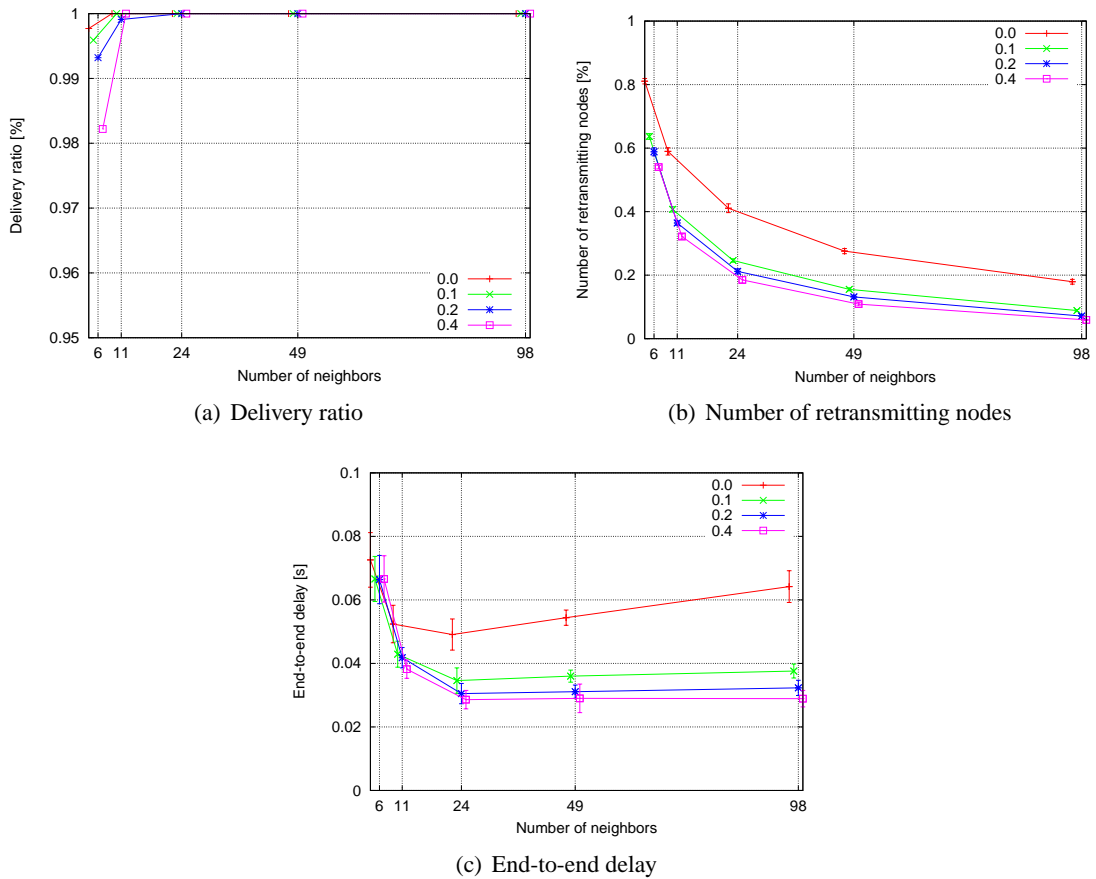 1
0.99
0.98
0.97
0.96
0.95
6 11 24 49 98
Delivery ratio [%]
Number of neighbors
0.0
0.1
0.2
0.4
(a) Delivery ratio
1
0.8
0.6
0.4
0.2
0
6 11 24 49 98
Number of retransmitting nodes [%]
Number of neighbors
0.0
0.1
0.2
0.4
(b) Number of retransmitting nodes
0.1
0.08
0.06
0.04
0.02
0
6 11 24 49 98
End-to-end delay [s]
Number of neighbors
0.0
0.1
0.2
0.4
(c) End-to-end delay